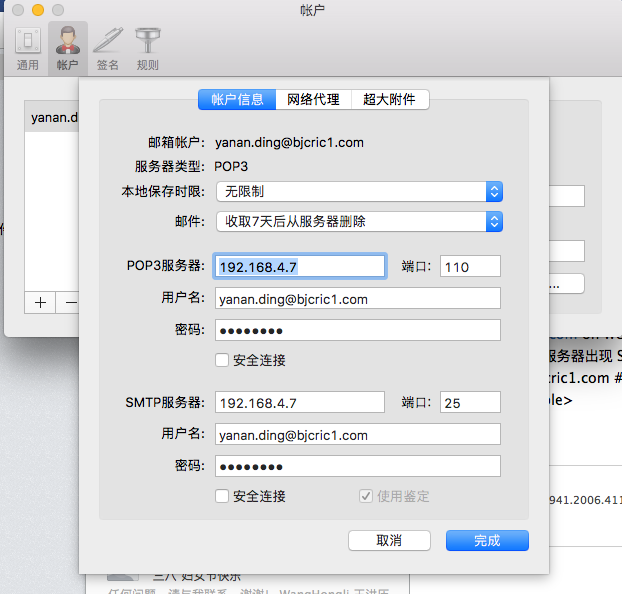 帐户
通用 帐户 签名 规则
yanan.d
帐户信息 网络代理 超大附件
邮箱帐户: yanan.ding@bjcric1.com
服务器类型: POP3
本地保存时限: 无限制
邮件: 收取7天后从服务器删除
POP3服务器: 192.168.4.7 端口: 110
用户名: yanan.ding@bjcric1.com
密码: ●●●●●●●●
安全连接
SMTP服务器: 192.168.4.7 端口: 25
用户名: yanan.ding@bjcric1.com
密码: ●●●●●●●●
安全连接 使用鉴定
取消 完成
...
服务器出现 S
cric1.com #
ble>
941.2006.411
三八 妇女节快乐